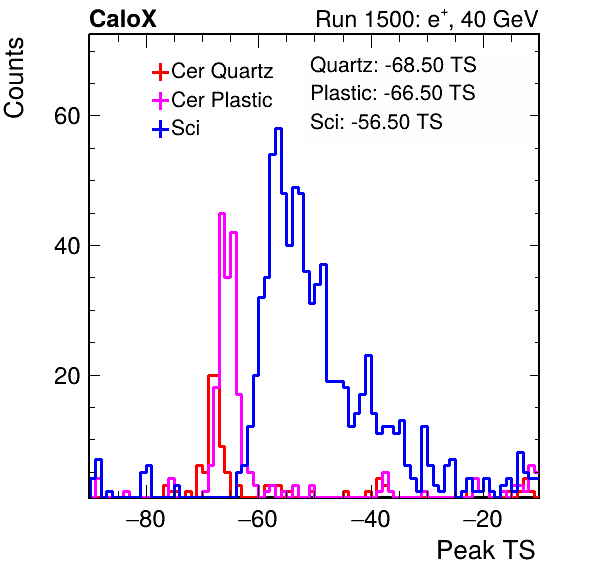 CaloX Run 1500: e⁺, 40 GeV
Counts
Cer Quartz
Cer Plastic
Sci
Quartz: -68.50 TS
Plastic: -66.50 TS
Sci: -56.50 TS
60
40
20
−80 −60 −40 −20
Peak TS